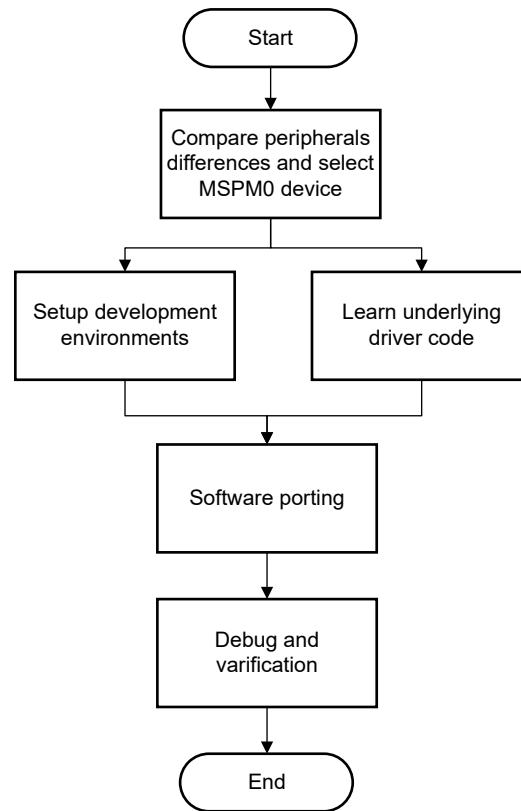 Start
Compare peripherals
differences and select
MSPM0 device
Setup development
environments
Learn underlying
driver code
Software porting
Debug and
varification
End